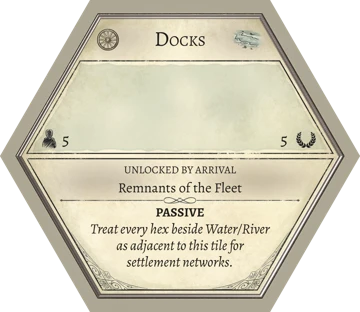 Docks
5
5
UNLOCKED BY ARRIVAL
Remnants of the Fleet
PASSIVE
Treat every hex beside Water/River
as adjacent to this tile for
settlement networks.